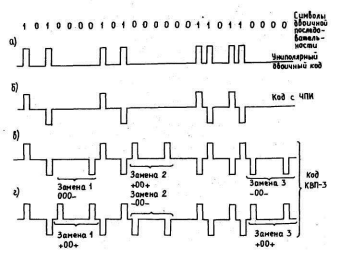 1 0 1 0 0 0 0 1 0 1 0 0 0 0 0 0 1 1 0 1 1 0 0 0 0
Символы
двоичной
последо-
ватель-
ности
а)
Униполярный
двоичный код
б)
Код с ЧПИ
в)
Замена 1
000-
Замена 2
+00+
Замена 3
-00-
Код
КВП-3
г)
Замена 2
-00-
Замена 1
+00+
Замена 3
+00+